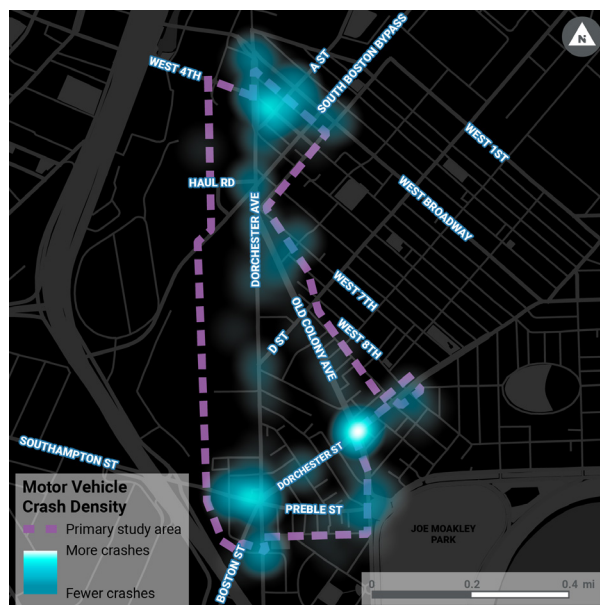 N
WEST 4TH
A ST
SOUTH BOSTON BYPASS
WEST 1ST
HAUL RD
WEST BROADWAY
DORCHESTER AVE
WEST 7TH
OLD COLONY AVE
WEST 8TH
D ST
SOUTHAMPTON ST
DORCHESTER ST
PREBLE ST
JOE MOAKLEY
PARK
BOSTON ST
Motor Vehicle
Crash Density
Primary study area
More crashes
Fewer crashes
0 0.2 0.4 mi